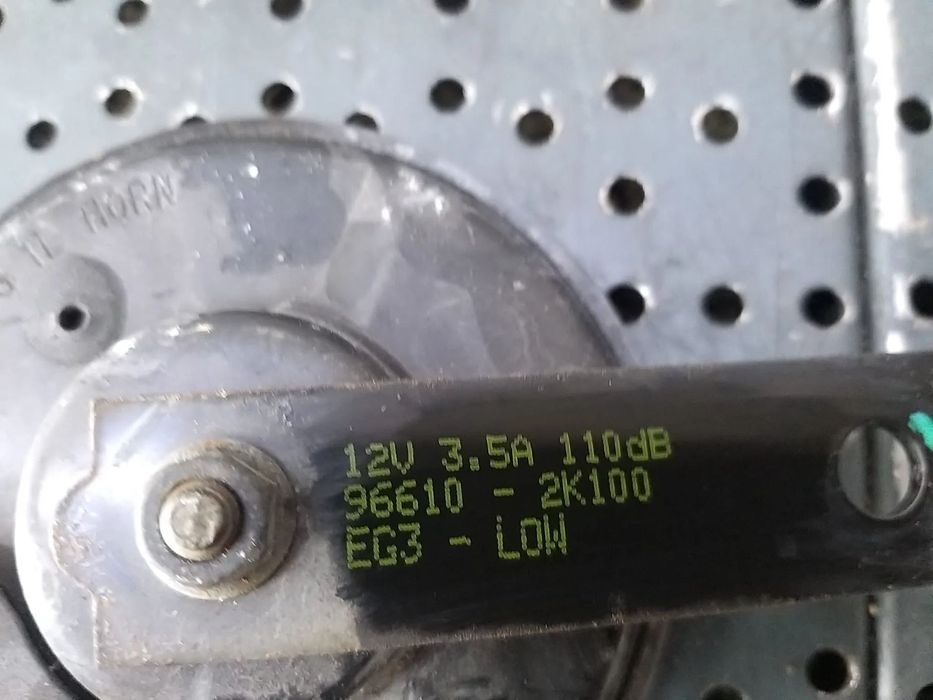 HORN
12V 3.5A 110dB
96610 - 2K100
EG3 - LOW